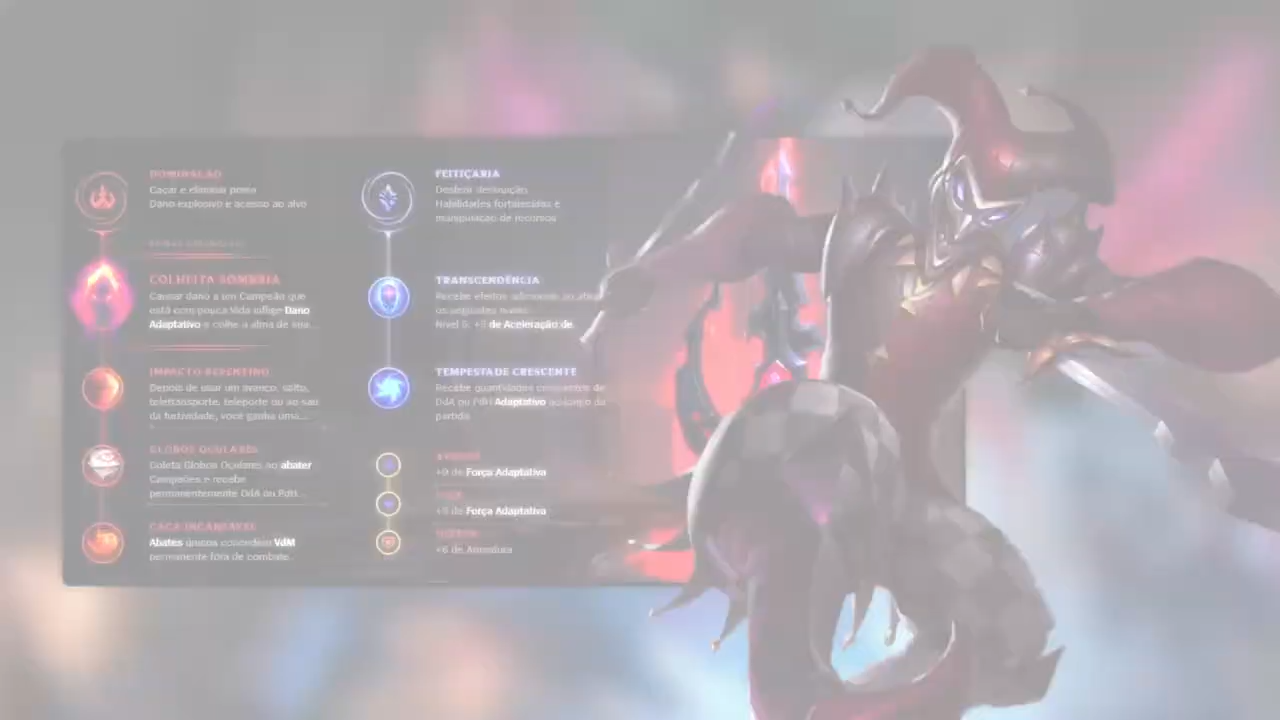 DOMINAÇÃO
Caçar e eliminar presa
Dano explosivo e acesso ao alvo
COLHEITA SOMBRIA
Causar dano a um Campeão que
está com pouca Vida inflige Dano
Adaptativo e colhe a alma de sua...
IMPACTO REPENTINO
Depois de usar um avanço, salto,
teletransporte, teleporte ou ao sair
da furtividade, você ganha uma...
GLOBOS OCULARES
Coleta Globos Oculares ao abater
Campeões e recebe
permanentemente DdA ou PdH...
CAÇA INCANSÁVEL
Abates únicos concedem VdM
permanente fora de combate.
FEITIÇARIA
Desferir destruição
Habilidades fortalecidas e
manipulação de recursos
TRANSCENDÊNCIA
Recebe efeitos adicionais ao
os seguintes níveis:
Nível 5: +5 de Aceleração de
TEMPESTADE CRESCENTE
Recebe quantidades crescentes de
DdA ou PdH Adaptativo ao longo da
partida
+9 de Força Adaptativa
+9 de Força Adaptativa
+6 de Armadura